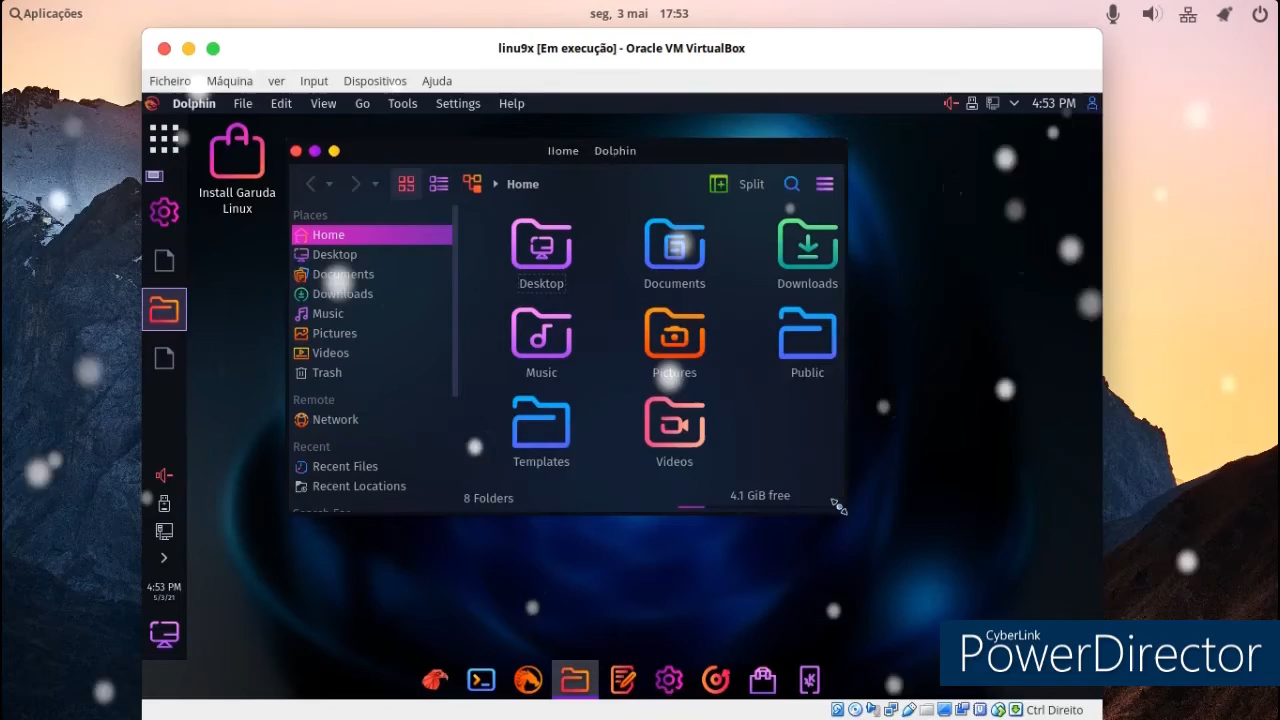 Aplicações
seg, 3 mai 17:53
linu9x [Em execução] - Oracle VM VirtualBox
Ficheiro Máquina ver Input Dispositivos Ajuda
Dolphin File Edit View Go Tools Settings Help
4:53 PM
Install Garuda
Linux
Home Dolphin
Home
Split
Places
Home
Desktop
Documents
Downloads
Music
Pictures
Videos
Trash
Remote
Network
Recent
Recent Files
Recent Locations
Search For
Desktop
Documents
Downloads
Music
Pictures
Public
Templates
Videos
8 Folders
4.1 GiB free
4:53 PM
5/3/21
CyberLink
PowerDirector
Ctrl Direito